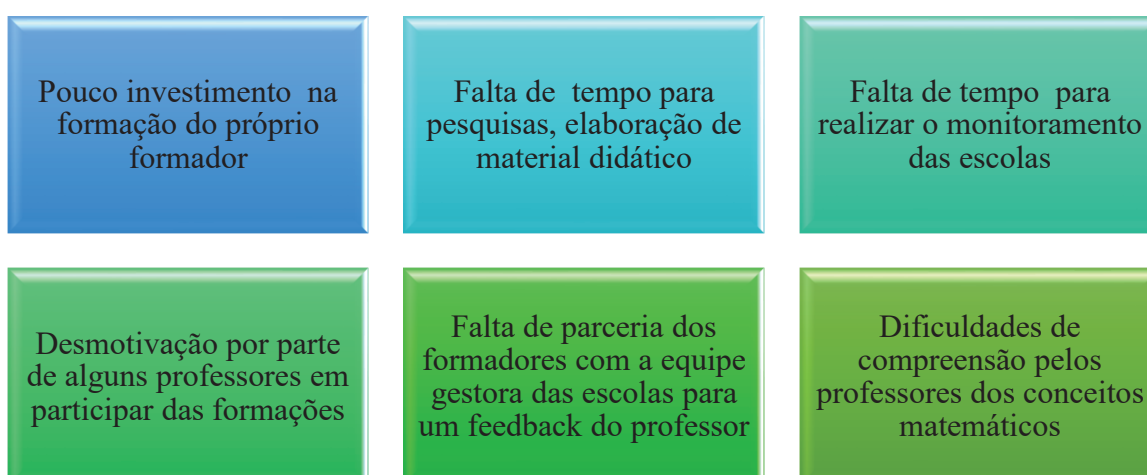 Pouco investimento na
formação do próprio
formador
Falta de tempo para
pesquisas, elaboração de
material didático
Falta de tempo para
realizar o monitoramento
das escolas
Desmotivação por parte
de alguns professores em
participar das formações
Falta de parceria dos
formadores com a equipe
gestora das escolas para
um feedback do professor
Dificuldades de
compreensão pelos
professores dos conceitos
matemáticos